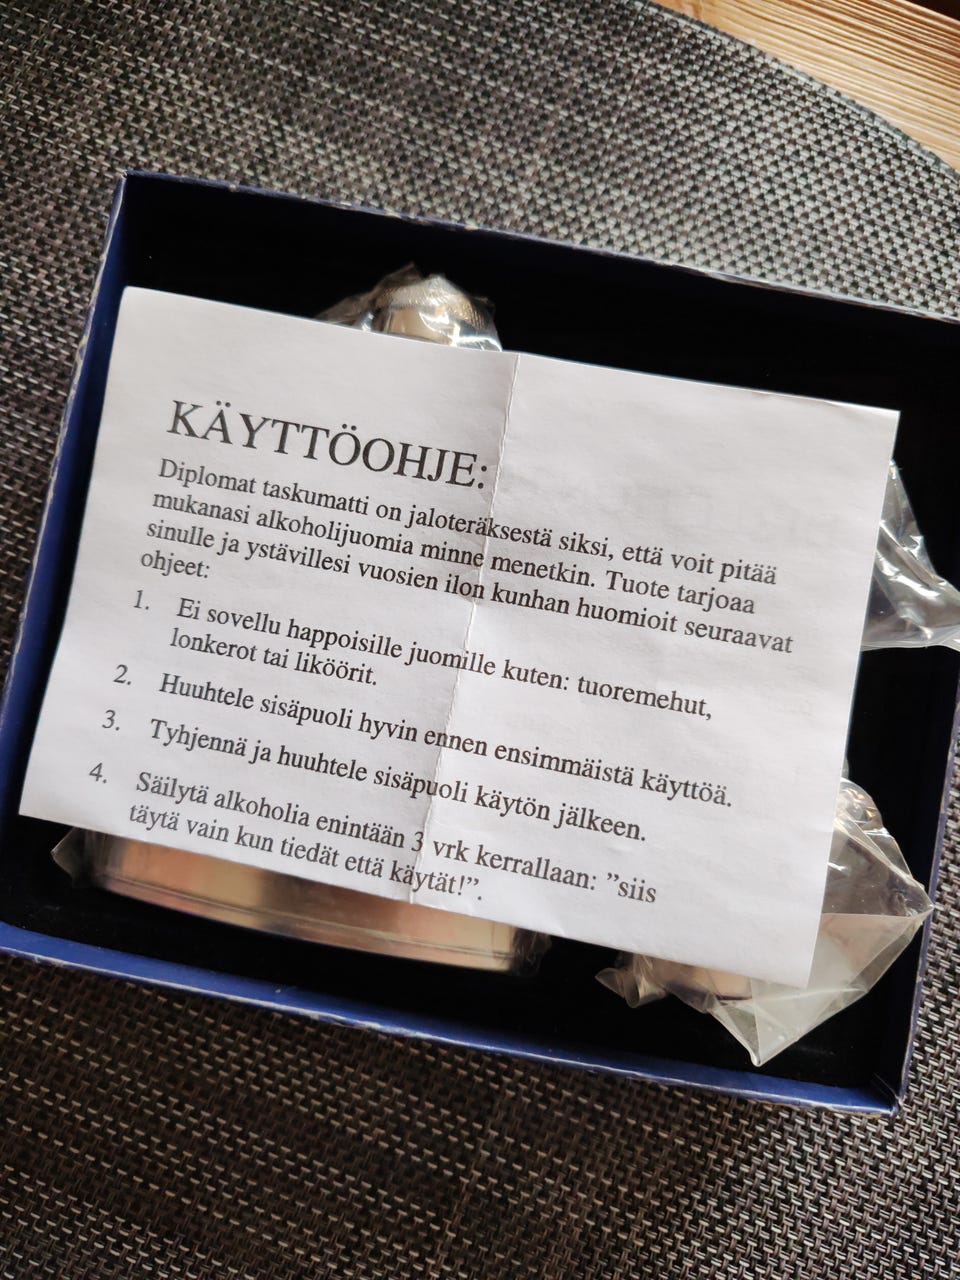 KÄYTTÖOHJE:
Diplomat taskumatti on jaloteräksestä siksi, että voit pitää
mukanasi alkoholijuomia minne menetkin. Tuote tarjoaa
sinulle ja ystävillesi vuosien ilon kunhan huomioit seuraavat
ohjeet:
1. Ei sovellu happoisille juomille kuten: tuoremehut,
lonkerot tai liköörit.
2. Huuhtele sisäpuoli hyvin ennen ensimmäistä käyttöä.
3. Tyhjennä ja huuhtele sisäpuoli käytön jälkeen.
4. Säilytä alkoholia enintään 3 vrk kerrallaan: ”siis
täytä vain kun tiedät että käytät!”.